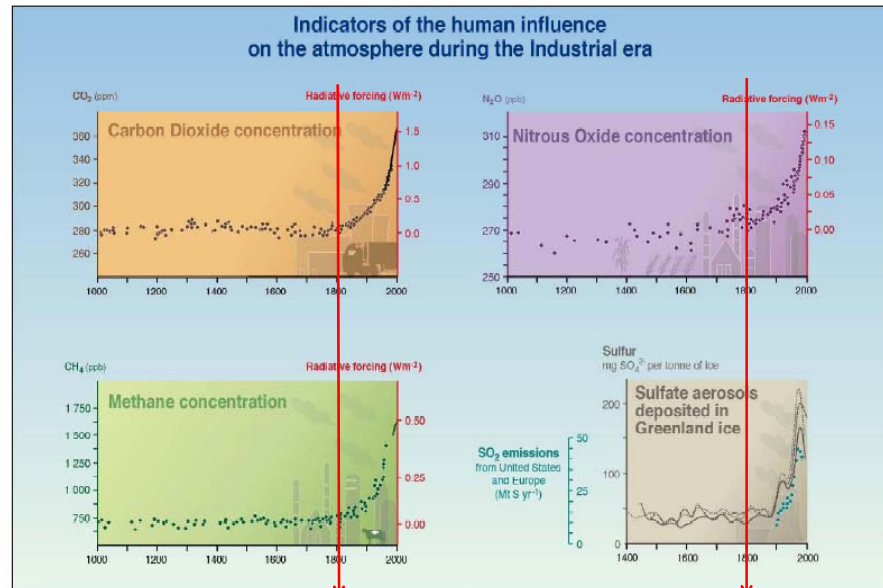 Indicators of the human influence
on the atmosphere during the Industrial era
CO₂ (ppm)
Radiative forcing (Wm⁻²)
Carbon Dioxide concentration
360
340
320
300
280
260
1.5
1.0
0.5
0.0
1000 1200 1400 1600 1800 2000
N₂O (ppb)
Radiative forcing (Wm⁻²)
Nitrous Oxide concentration
310
290
270
250
0.15
0.10
0.05
0.00
1000 1200 1400 1600 1800 2000
CH₄ (ppb)
Radiative forcing (Wm⁻²)
Methane concentration
1 750
1 500
1 250
1 000
750
0.50
0.25
0.00
1000 1200 1400 1600 1800 2000
Sulfur
mg SO₄²⁻ per tonne of ice
Sulfate aerosols
deposited in
Greenland ice
200
100
0
SO₂ emissions
from United States
and Europe
(Mt S yr⁻¹)
50
25
0
1400 1600 1800 2000